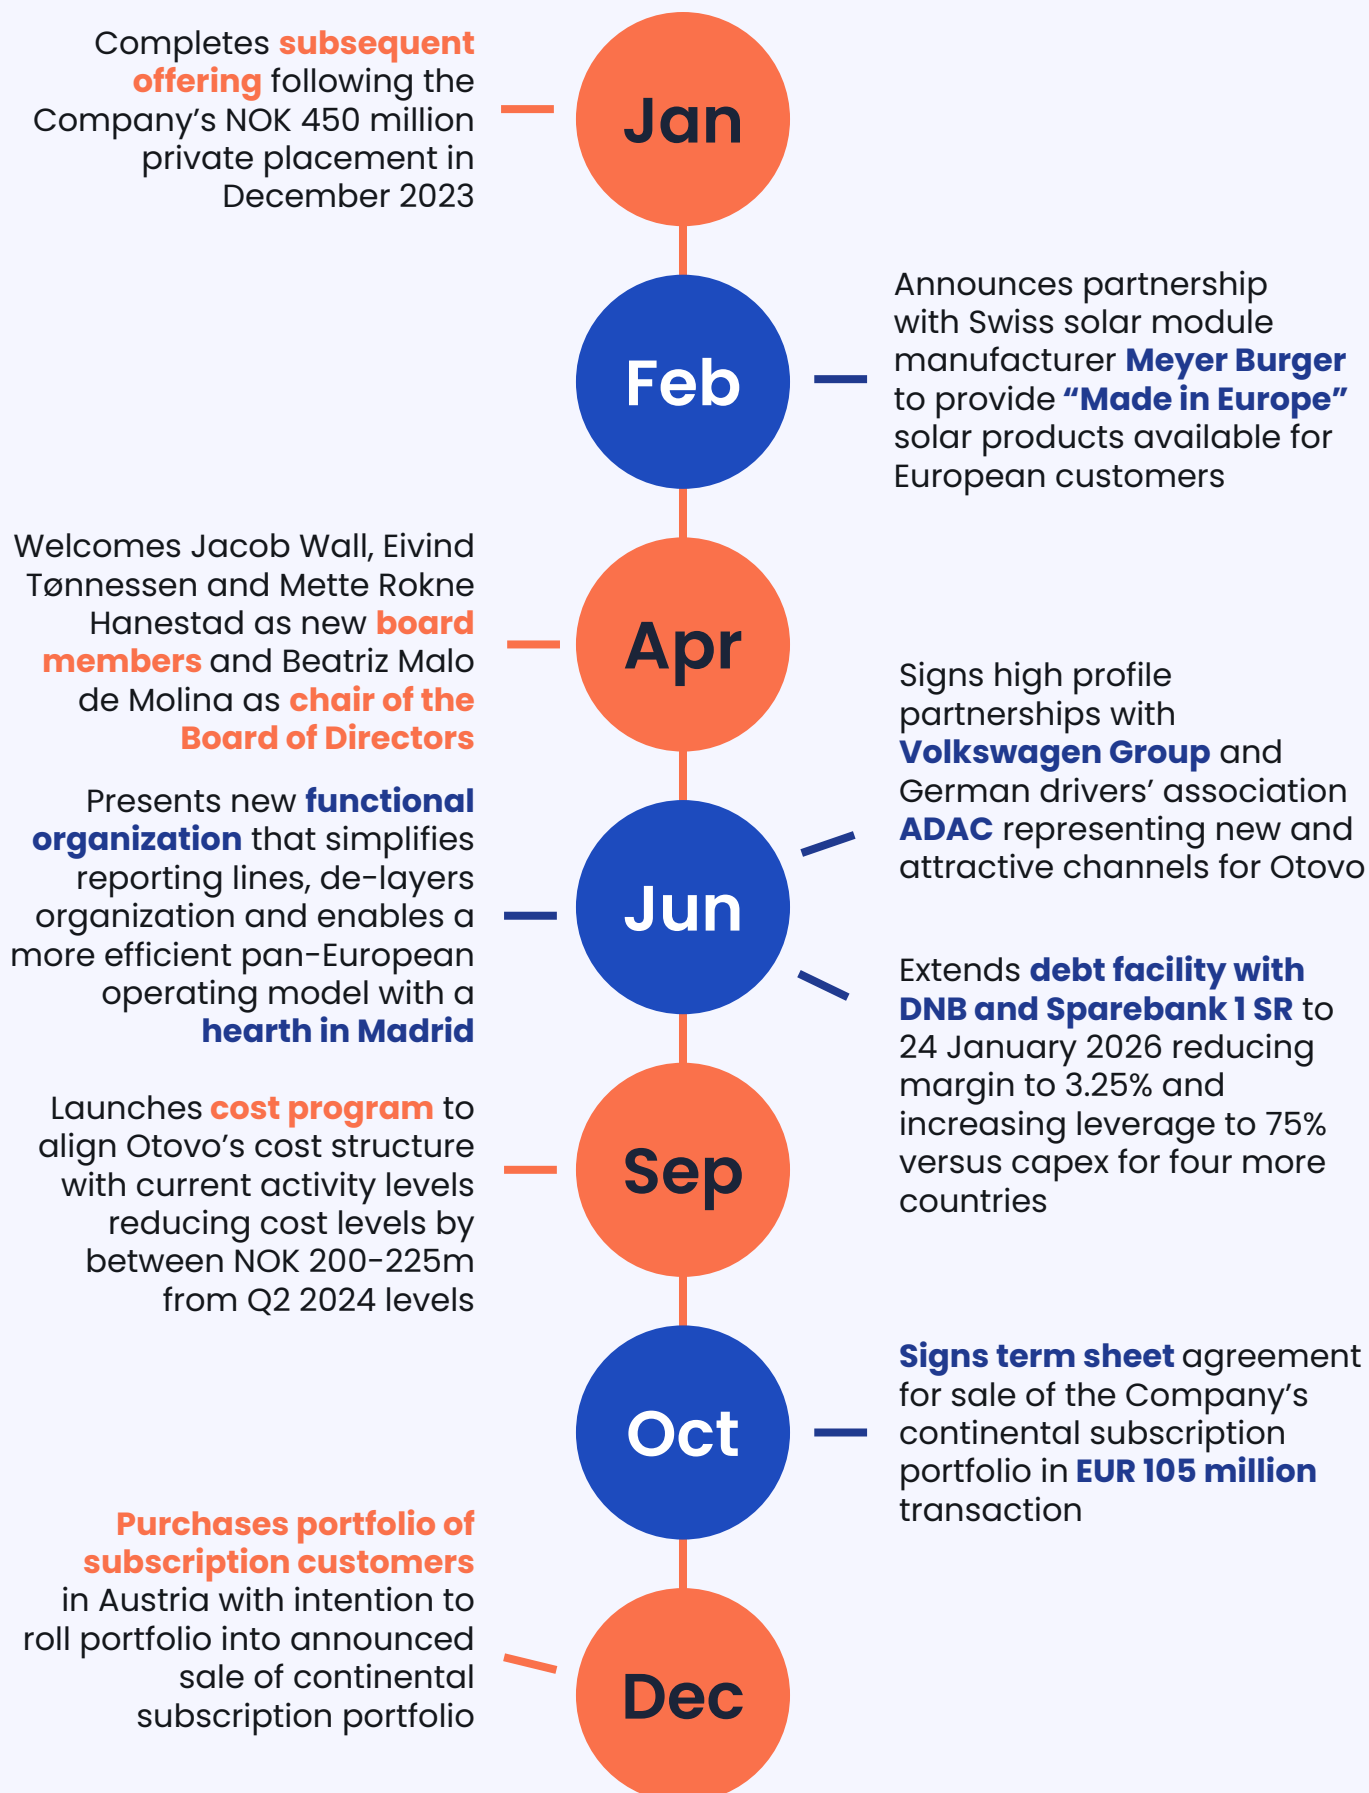 Completes subsequent
offering following the
Company’s NOK 450 million
private placement in
December 2023
Jan
Feb
Announces partnership
with Swiss solar module
manufacturer Meyer Burger
to provide “Made in Europe”
solar products available for
European customers
Welcomes Jacob Wall, Eivind
Tønnessen and Mette Rokne
Hanestad as new board
members and Beatriz Malo
de Molina as chair of the
Board of Directors
Apr
Presents new functional
organization that simplifies
reporting lines, de-layers
organization and enables a
more efficient pan-European
operating model with a
hearth in Madrid
Jun
Signs high profile
partnerships with
Volkswagen Group and
German drivers’ association
ADAC representing new and
attractive channels for Otovo
Extends debt facility with
DNB and Sparebank 1 SR to
24 January 2026 reducing
margin to 3.25% and
increasing leverage to 75%
versus capex for four more
countries
Launches cost program to
align Otovo’s cost structure
with current activity levels
reducing cost levels by
between NOK 200-225m
from Q2 2024 levels
Sep
Oct
Signs term sheet agreement
for sale of the Company’s
continental subscription
portfolio in EUR 105 million
transaction
Purchases portfolio of
subscription customers
in Austria with intention to
roll portfolio into announced
sale of continental
subscription portfolio
Dec